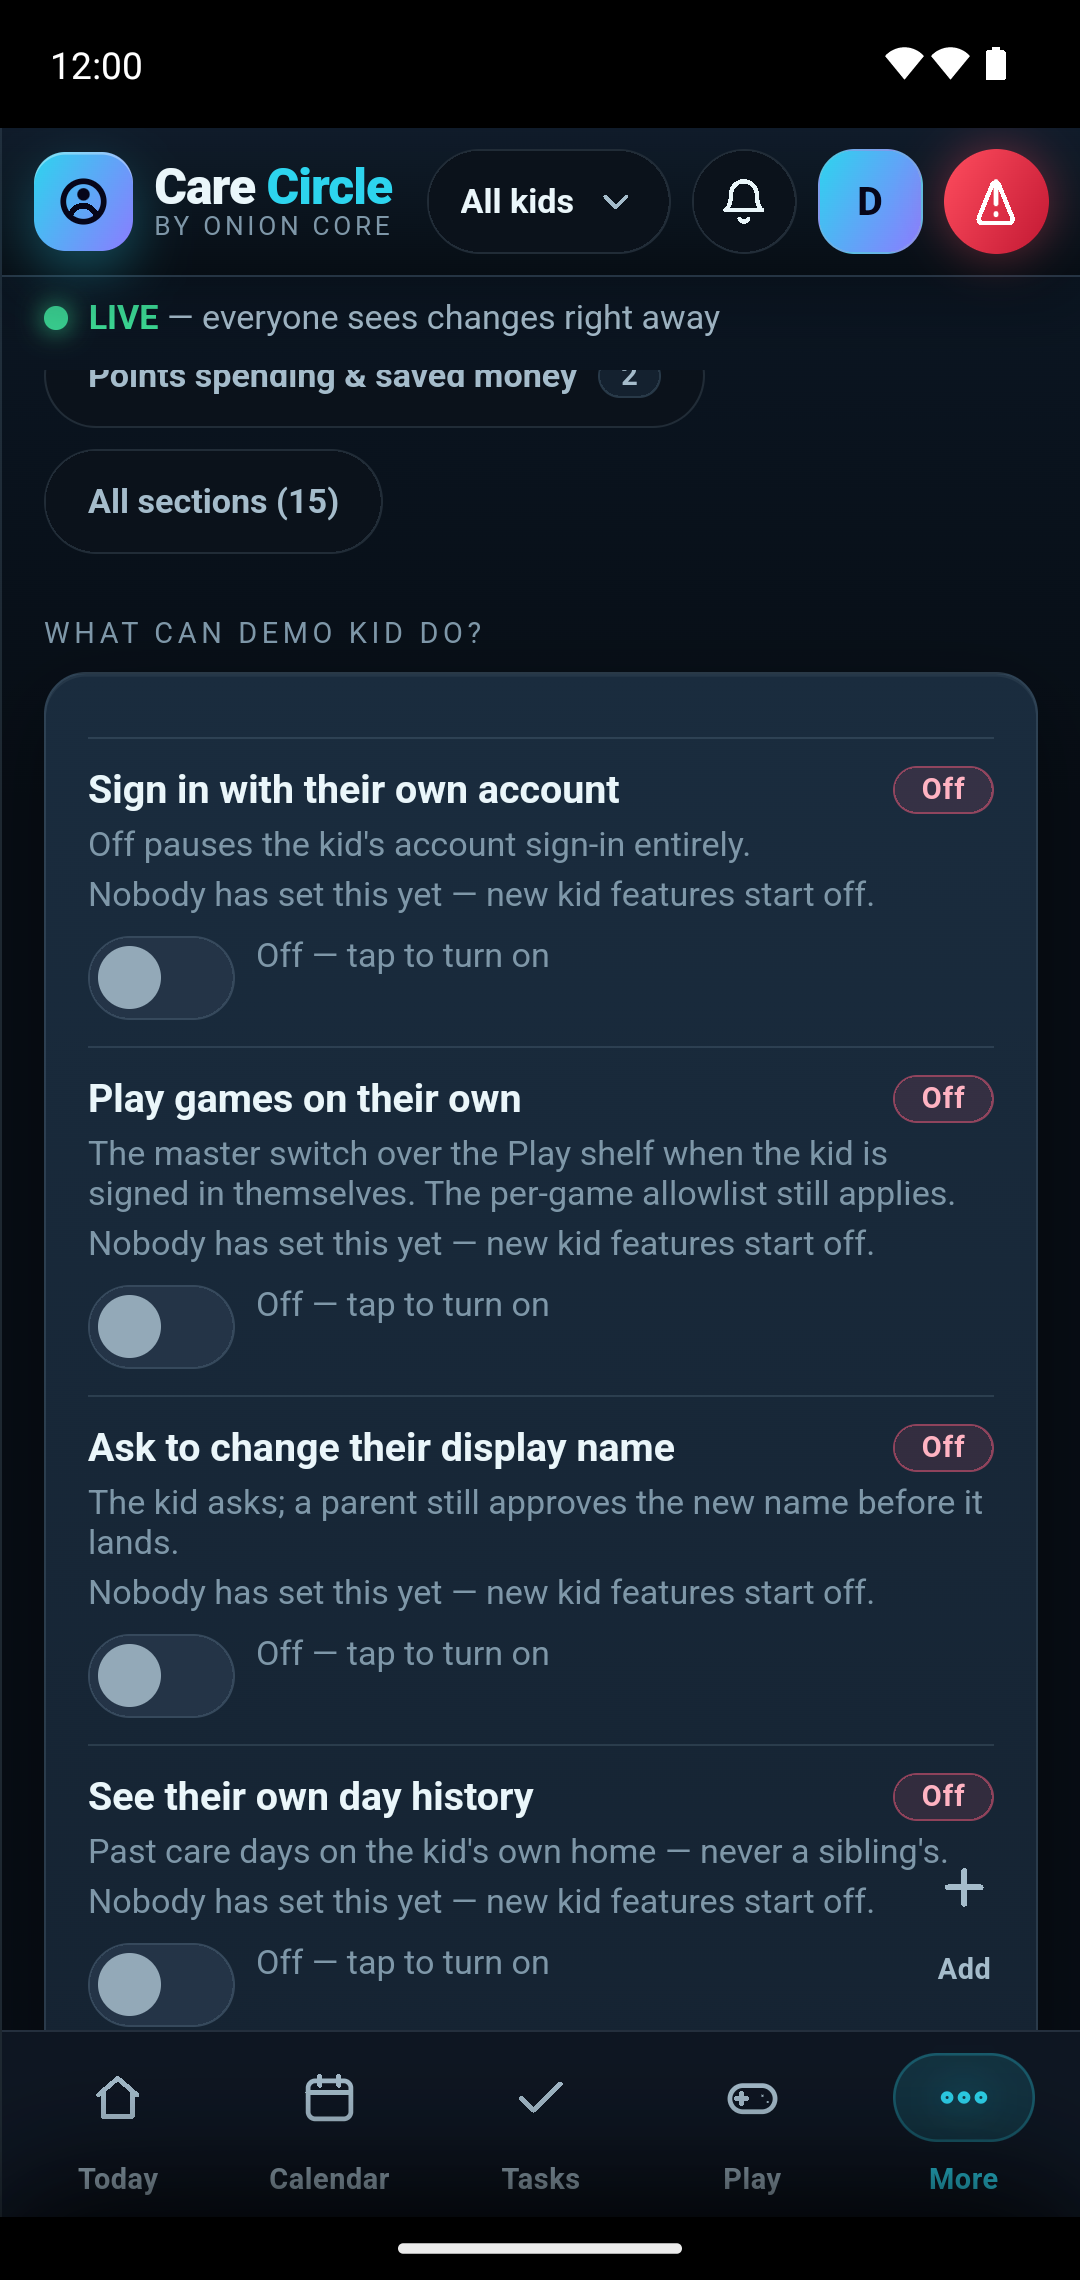 12:00
Care Circle
BY ONION CORE
All kids
D
LIVE — everyone sees changes right away
Points spending & saved money 2
All sections (15)
WHAT CAN DEMO KID DO?
Sign in with their own account
Off
Off pauses the kid's account sign-in entirely.
Nobody has set this yet — new kid features start off.
Off — tap to turn on
Play games on their own
Off
The master switch over the Play shelf when the kid is
signed in themselves. The per-game allowlist still applies.
Nobody has set this yet — new kid features start off.
Off — tap to turn on
Ask to change their display name
Off
The kid asks; a parent still approves the new name before it
lands.
Nobody has set this yet — new kid features start off.
Off — tap to turn on
See their own day history
Off
Past care days on the kid's own home — never a sibling's.
Nobody has set this yet — new kid features start off.
Off — tap to turn on
Add
Today
Calendar
Tasks
Play
More